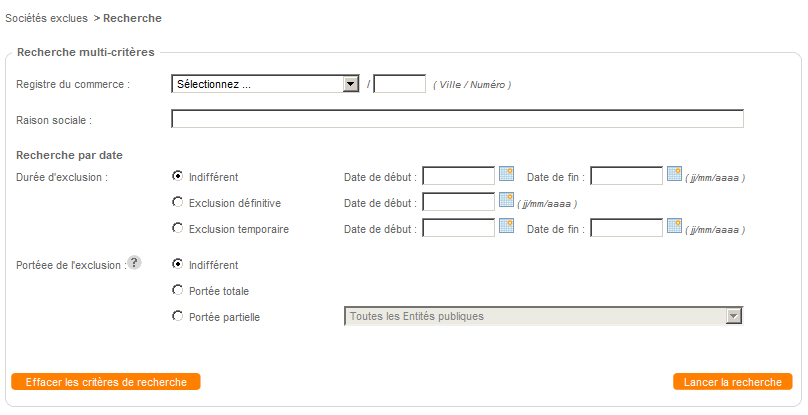 Sociétés exclues > Recherche
Recherche multi-critères
Registre du commerce : Sélectionnez ... / ( Ville / Numéro )
Raison sociale :
Recherche par date
Durée d'exclusion : Indifférent Date de début : Date de fin : ( jj/mm/aaaa )
Exclusion définitive Date de début : ( jj/mm/aaaa )
Exclusion temporaire Date de début : Date de fin : ( jj/mm/aaaa )
Portéee de l'exclusion : ? Indifférent
Portée totale
Portée partielle Toutes les Entités publiques
Effacer les critères de recherche Lancer la recherche